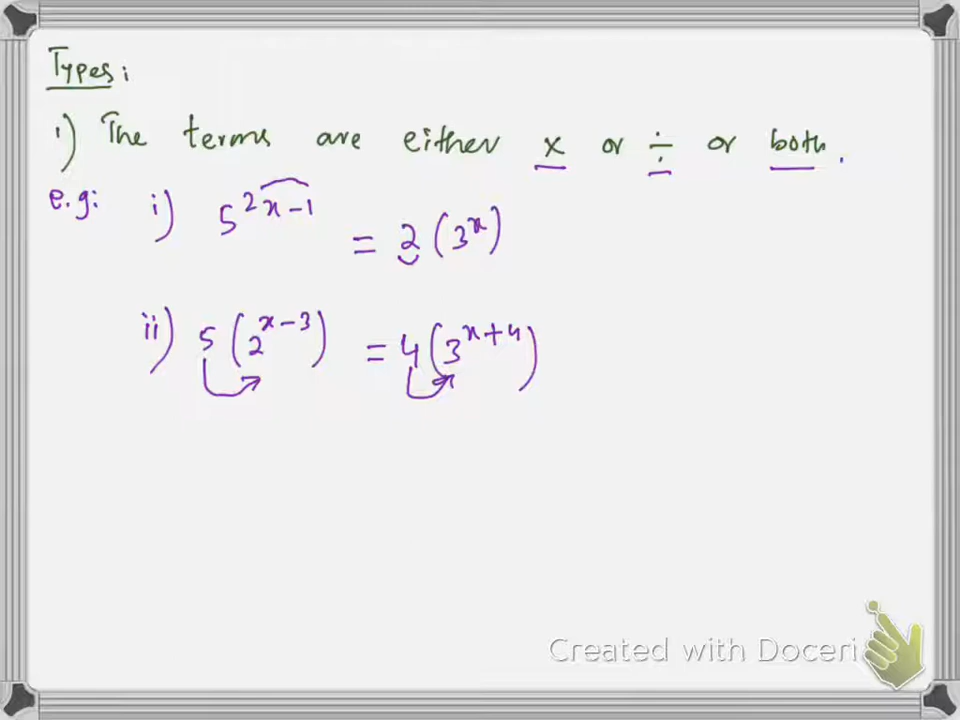 Types:
i) The terms are either x or ÷ or both.
e.g: i) 5^{2x-1} = 2(3^x)
ii) 5(2^{x-3}) = 4(3^{x+4})
Created with Doceri